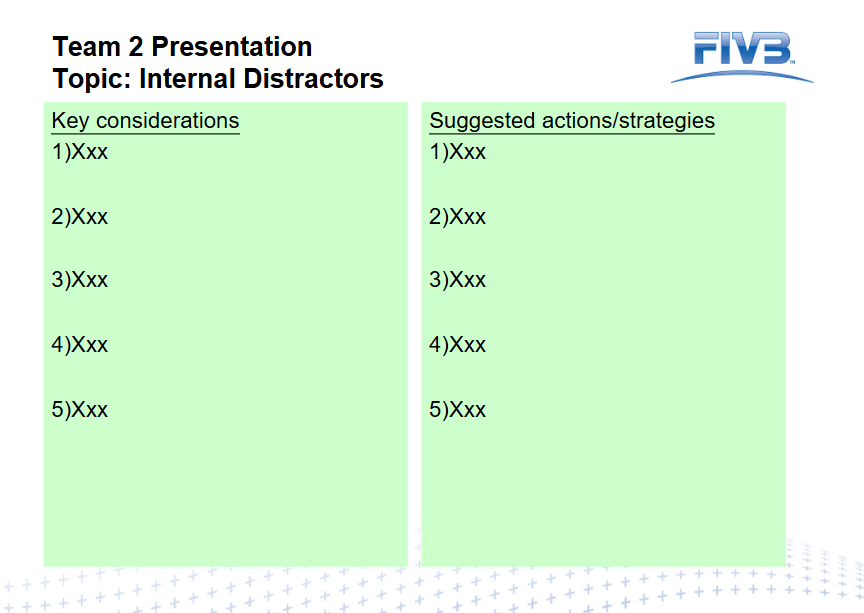 Team 2 Presentation
Topic: Internal Distractors
FIVB
TM
Key considerations
1)Xxx
2)Xxx
3)Xxx
4)Xxx
5)Xxx
Suggested actions/strategies
1)Xxx
2)Xxx
3)Xxx
4)Xxx
5)Xxx